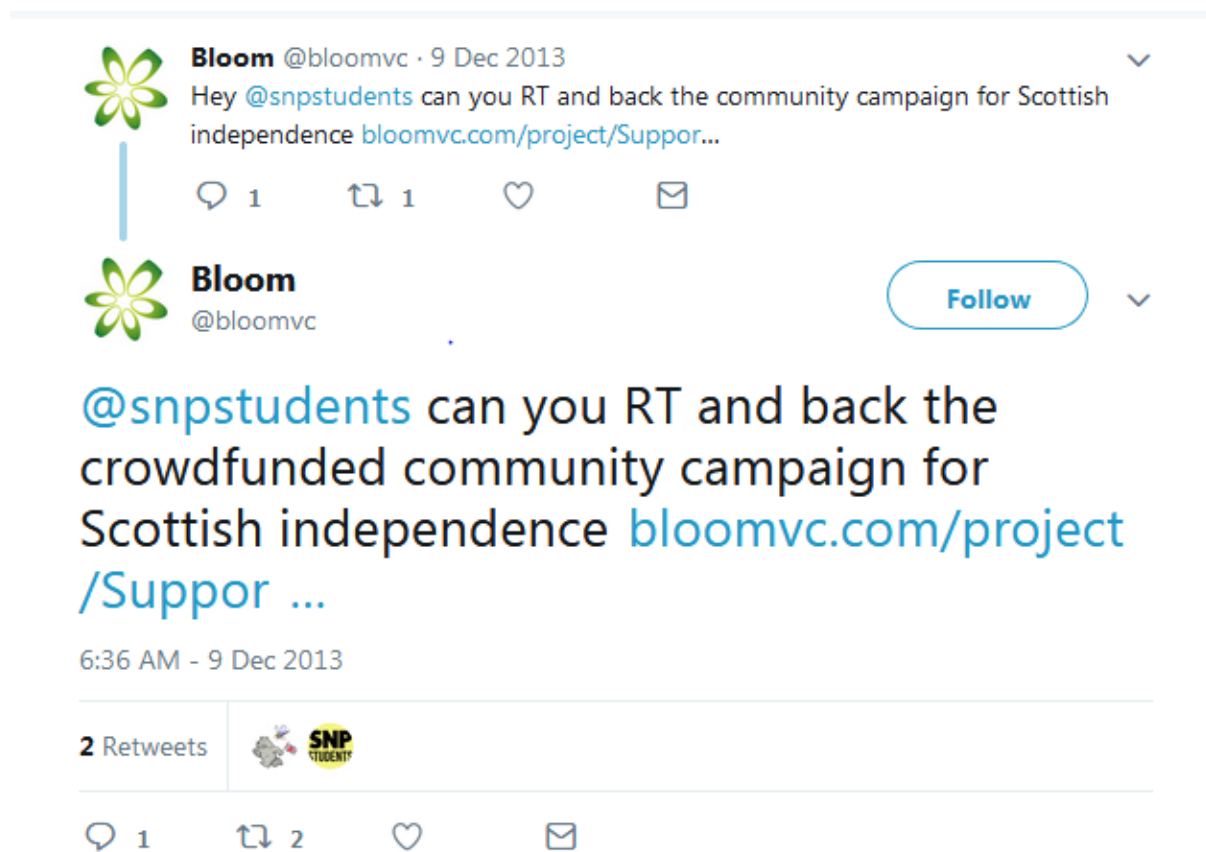 Bloom @bloomvc · 9 Dec 2013
Hey @snpstudents can you RT and back the community campaign for Scottish
independence bloomvc.com/project/Suppor...
1 1
Bloom
@bloomvc
Follow
@snpstudents can you RT and back the
crowdfunded community campaign for
Scottish independence bloomvc.com/project
/Suppor ...
6:36 AM - 9 Dec 2013
2 Retweets
SNP
STUDENTS
1 2